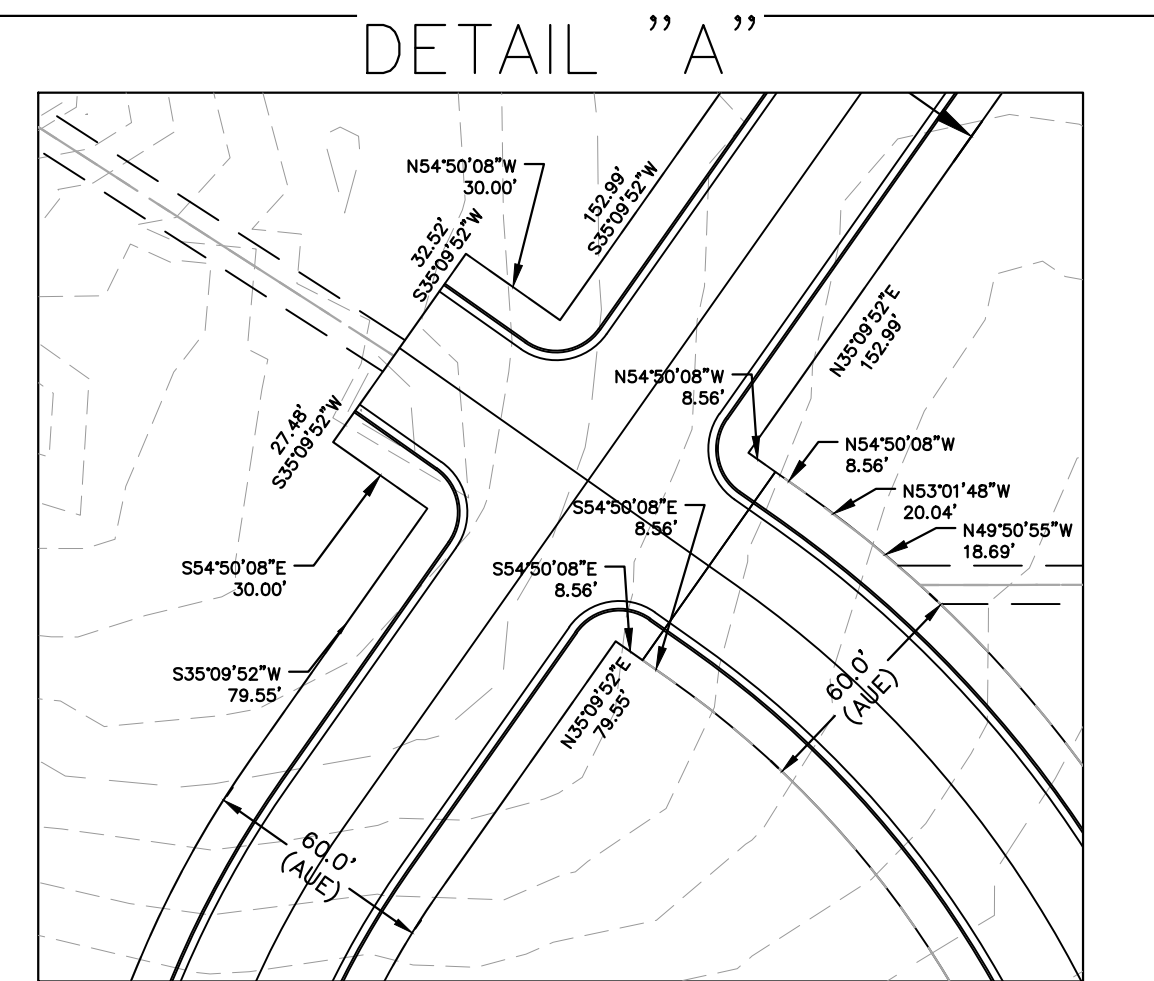 DETAIL "A"
N54°50'08"W
30.00'
152.99'
S35°09'52"W
32.52'
S35°09'52"W
N35°09'52"E
152.99'
N54°50'08"W
8.56'
27.48'
S35°09'52"W
N54°50'08"W
8.56'
N53°01'48"W
20.04'
N49°50'55"W
18.69'
S54°50'08"E
8.56'
S54°50'08"E
30.00'
S54°50'08"E
8.56'
S35°09'52"W
79.55'
N35°09'52"E
79.55'
60.0'
(AUE)
60.0'
(AUE)